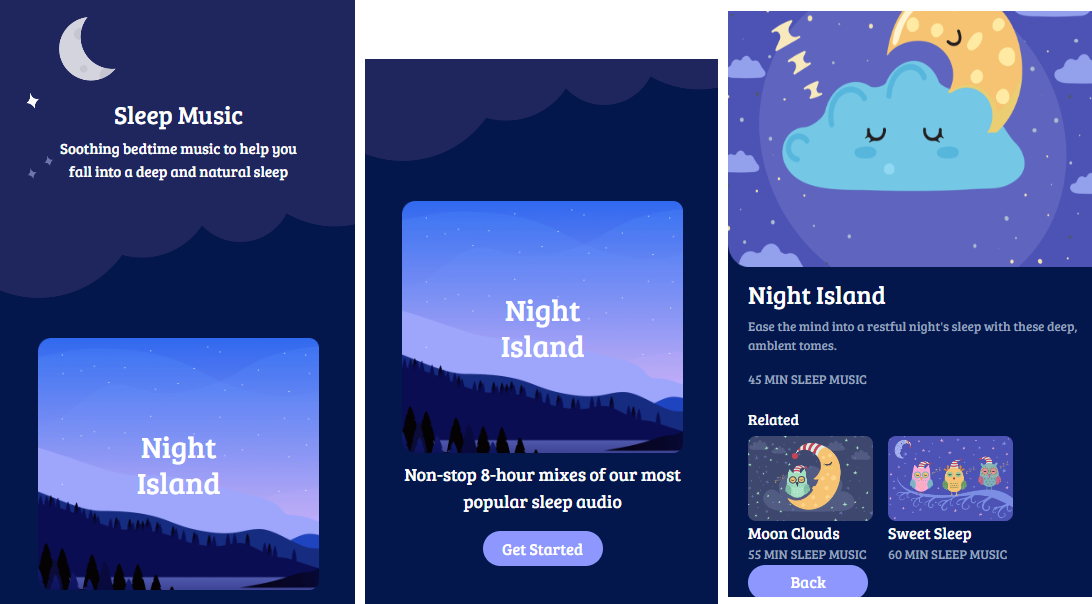 Sleep Music
Soothing bedtime music to help you
fall into a deep and natural sleep
Night
Island
Night
Island
Non-stop 8-hour mixes of our most
popular sleep audio
Get Started
Night Island
Ease the mind into a restful night's sleep with these deep,
ambient tomes.
45 MIN SLEEP MUSIC
Related
Moon Clouds
55 MIN SLEEP MUSIC
Sweet Sleep
60 MIN SLEEP MUSIC
Back